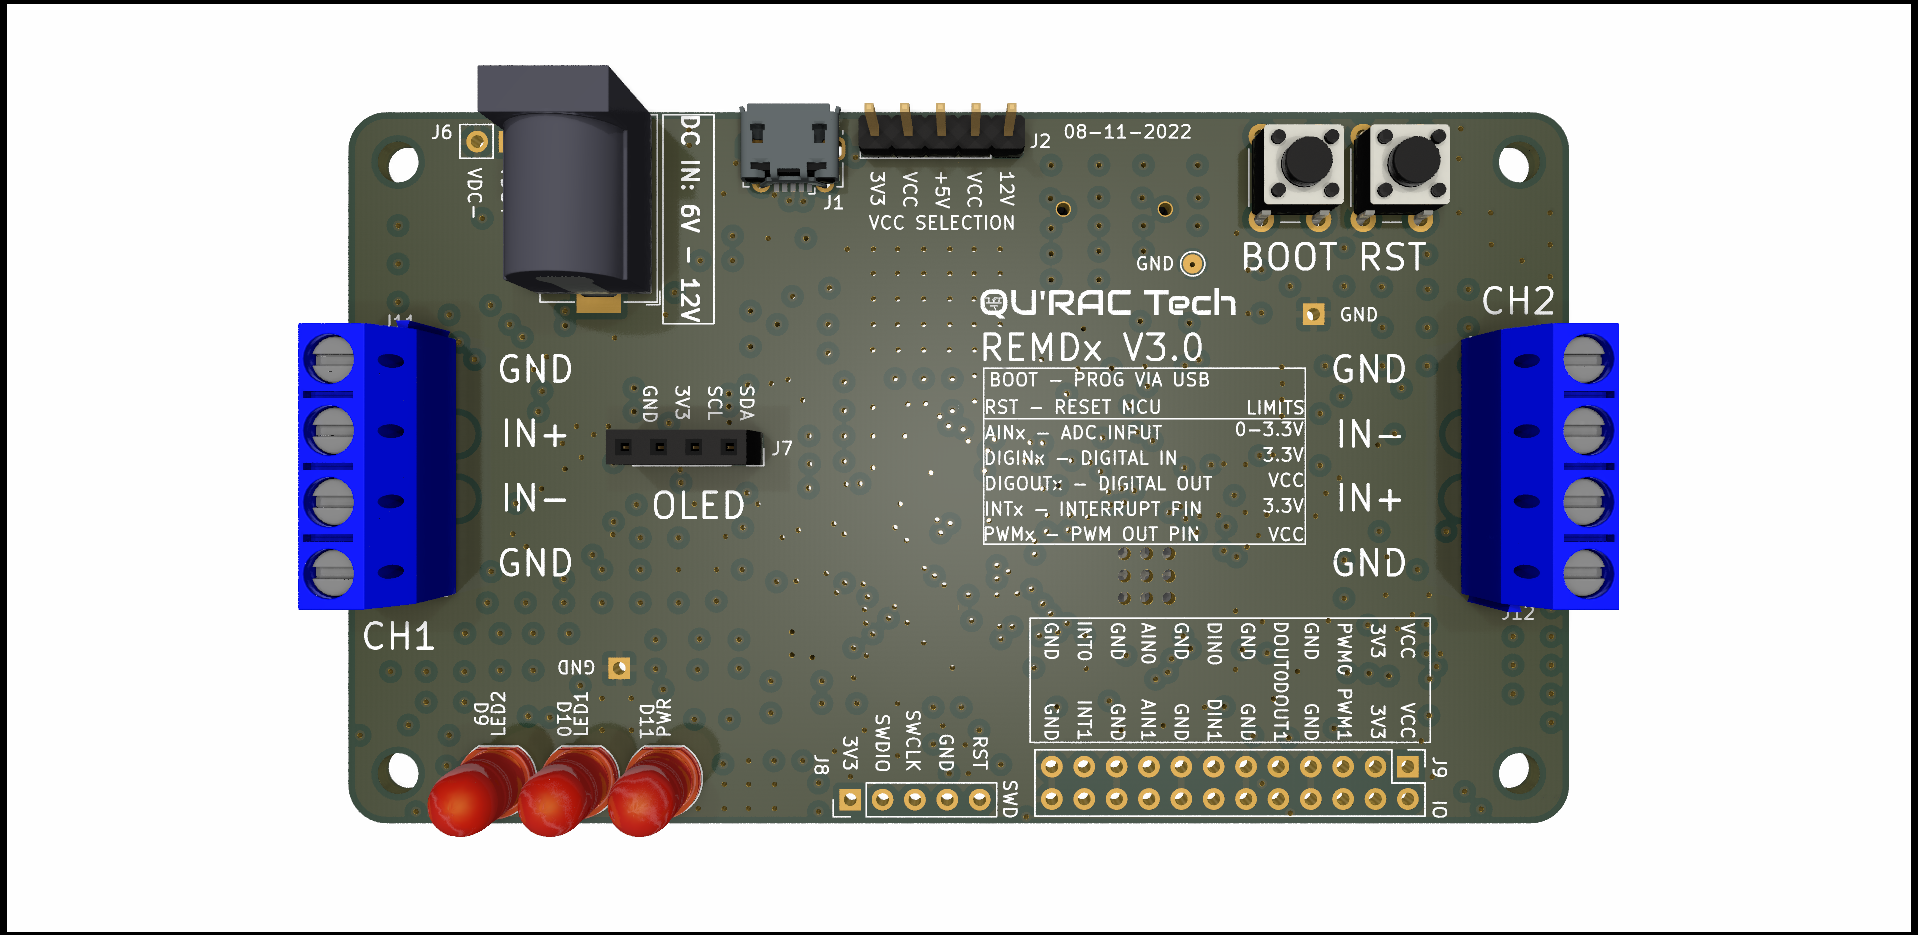 J6
VDC-
DC IN: 6V - 12V
J1
J2
08-11-2022
3V3
VCC
+5V
VCC
12V
VCC SELECTION
BOOT
RST
GND
GND
QU'RAC Tech
REMDx V3.0
BOOT - PROG VIA USB
RST - RESET MCU LIMITS
AINx - ADC INPUT 0-3.3V
DIGINx - DIGITAL IN 3.3V
DIGOUTx - DIGITAL OUT VCC
INTx - INTERRUPT PIN 3.3V
PWMx - PWM OUT PIN VCC
J11
GND
IN+
IN-
GND
CH1
GND
3V3
SCL
SDA
J7
OLED
CH2
GND
IN-
IN+
GND
J12
GND
D9
LED2
D10
LED1
D11
PWR
J8
3V3
SWDIO
SWCLK
GND
RST
SWD
GND INT0 GND AIN0 GND DIN0 GND DOUT0 GND PWM0 3V3 VCC
GND INT1 GND AIN1 GND DIN1 GND DOUT1 GND PWM1 3V3 VCC
J9
IO